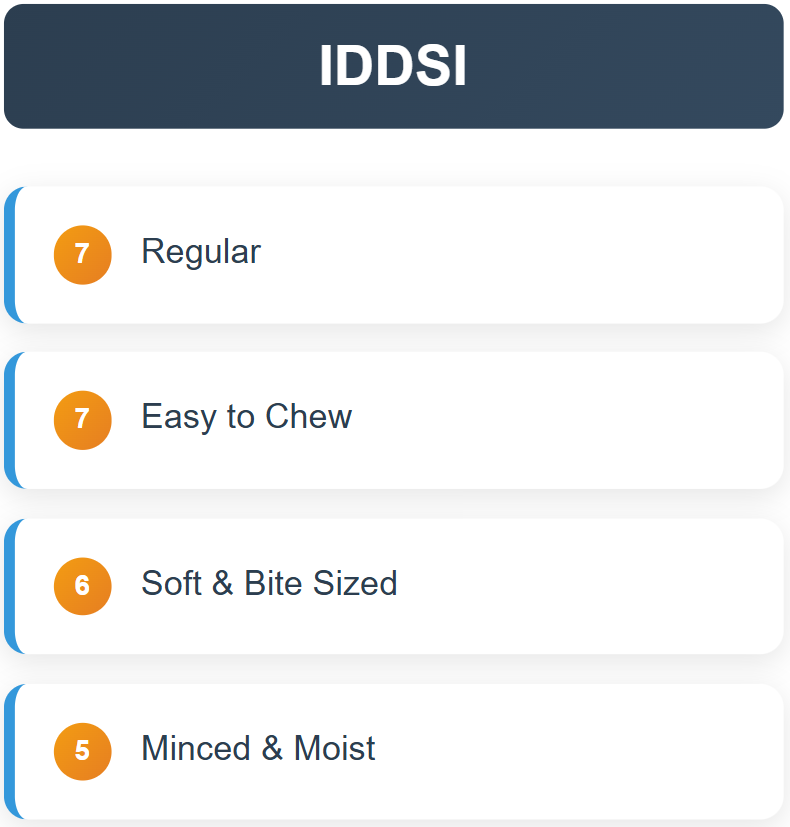 IDDSI
7 Regular
7 Easy to Chew
6 Soft & Bite Sized
5 Minced & Moist